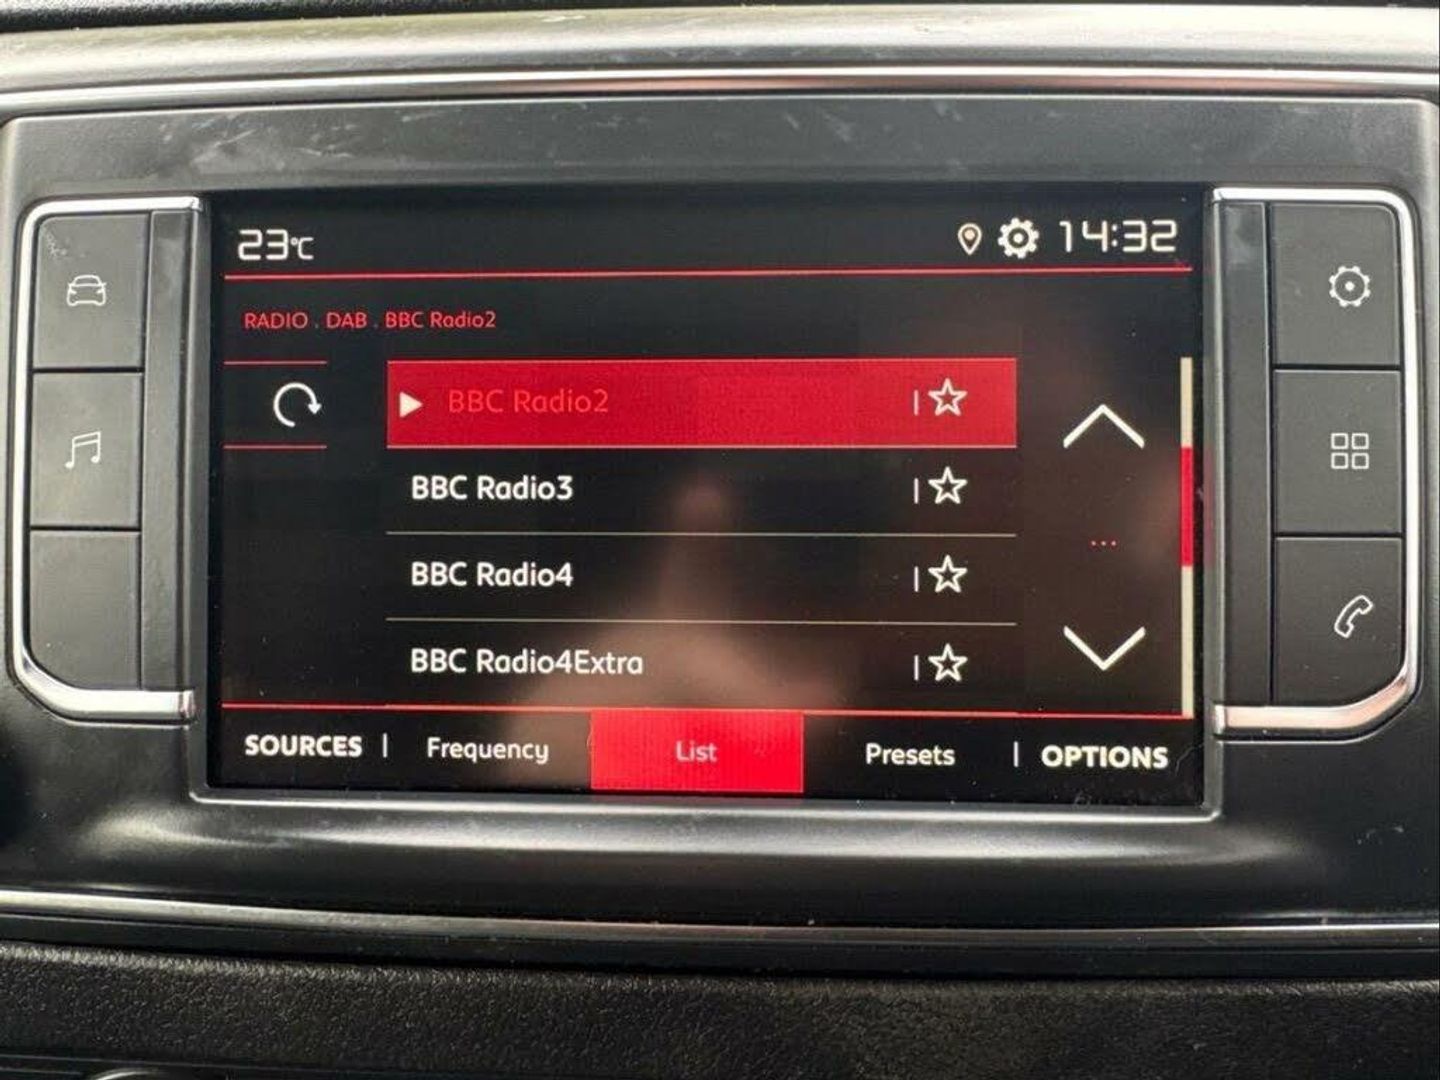 23°C 14:32
RADIO . DAB . BBC Radio2
BBC Radio2
BBC Radio3
BBC Radio4
BBC Radio4Extra
SOURCES | Frequency List Presets | OPTIONS